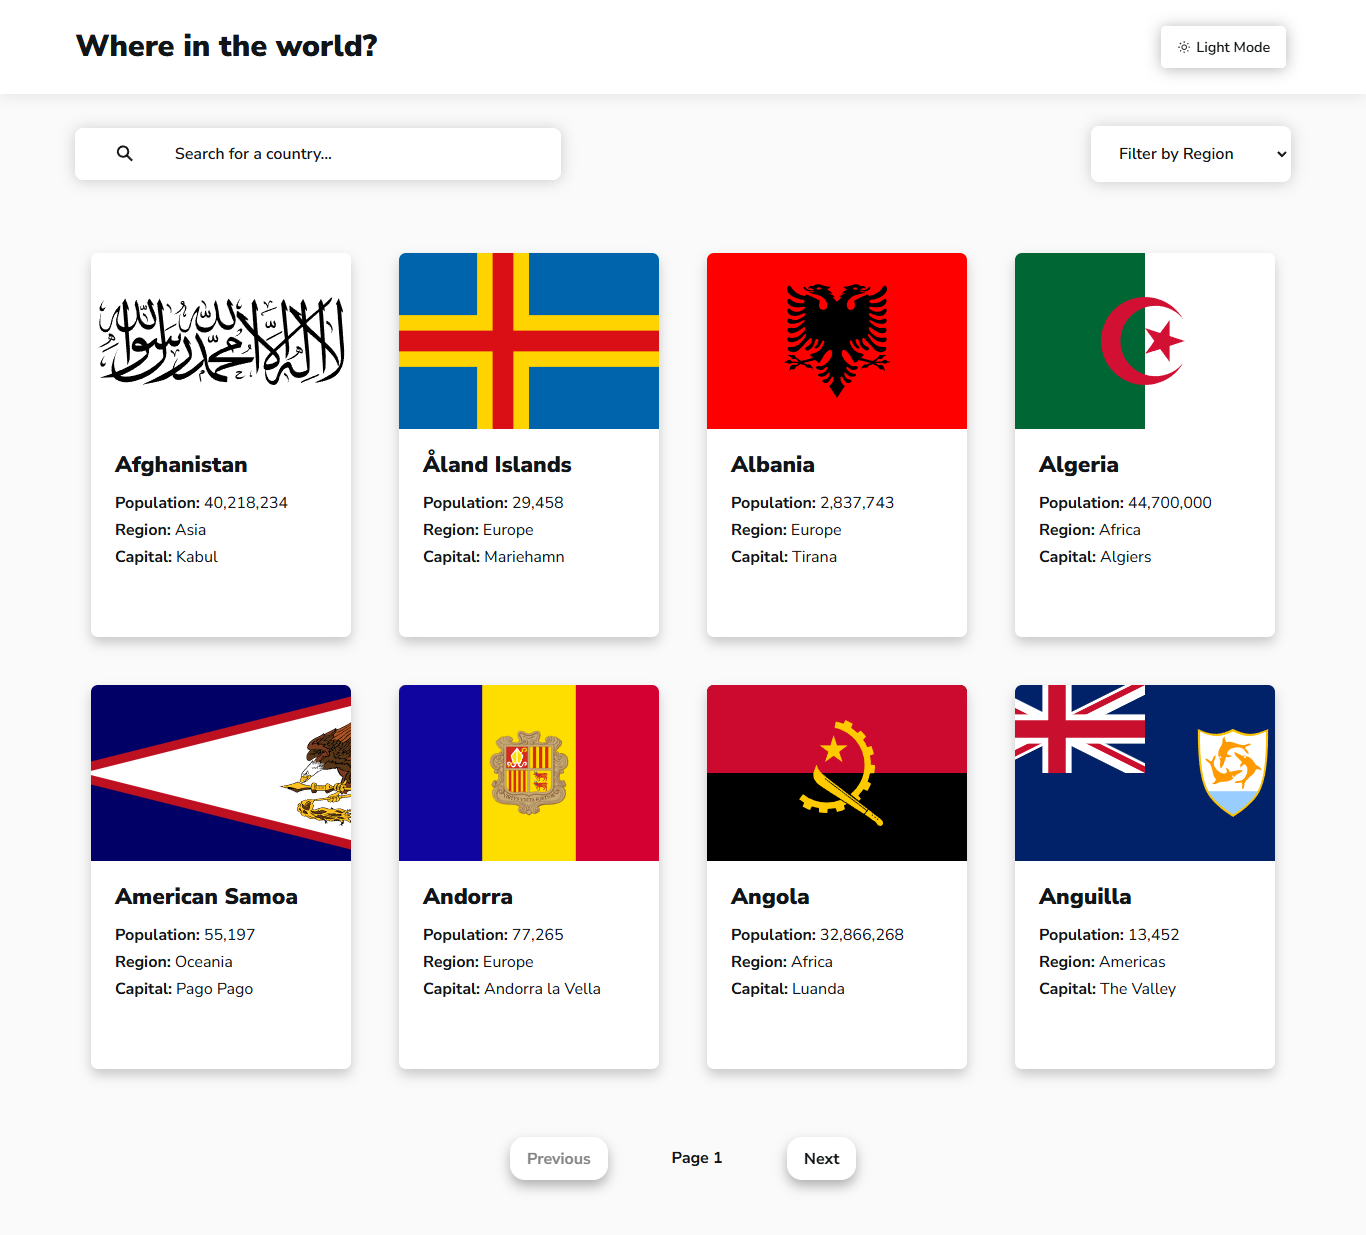 Where in the world?
Light Mode
Search for a country...
Filter by Region
لا إله إلا الله محمد رسول الله
Afghanistan
Population: 40,218,234
Region: Asia
Capital: Kabul
Åland Islands
Population: 29,458
Region: Europe
Capital: Mariehamn
Albania
Population: 2,837,743
Region: Europe
Capital: Tirana
Algeria
Population: 44,700,000
Region: Africa
Capital: Algiers
American Samoa
Population: 55,197
Region: Oceania
Capital: Pago Pago
Andorra
Population: 77,265
Region: Europe
Capital: Andorra la Vella
Angola
Population: 32,866,268
Region: Africa
Capital: Luanda
Anguilla
Population: 13,452
Region: Americas
Capital: The Valley
Previous
Page 1
Next